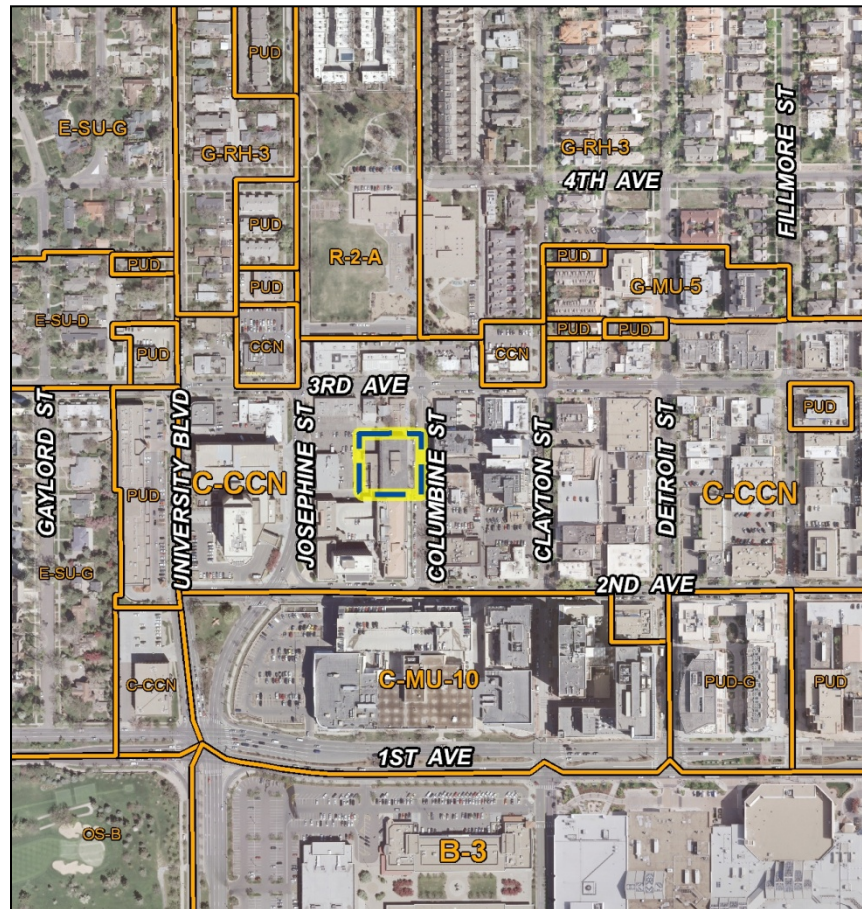 PUD
E-SU-G
G-RH-3
G-RH-3
4TH AVE
FILLMORE ST
PUD
R-2-A
PUD
PUD
PUD
G-MU-5
E-SU-D
PUD
CCN
CCN
PUD
PUD
3RD AVE
PUD
GAYLORD ST
UNIVERSITY BLVD
JOSEPHINE ST
COLUMBINE ST
CLAYTON ST
DETROIT ST
PUD
C-CCN
C-CCN
E-SU-G
2ND AVE
C-CCN
C-MU-10
PUD-G
PUD
1ST AVE
OS-B
B-3